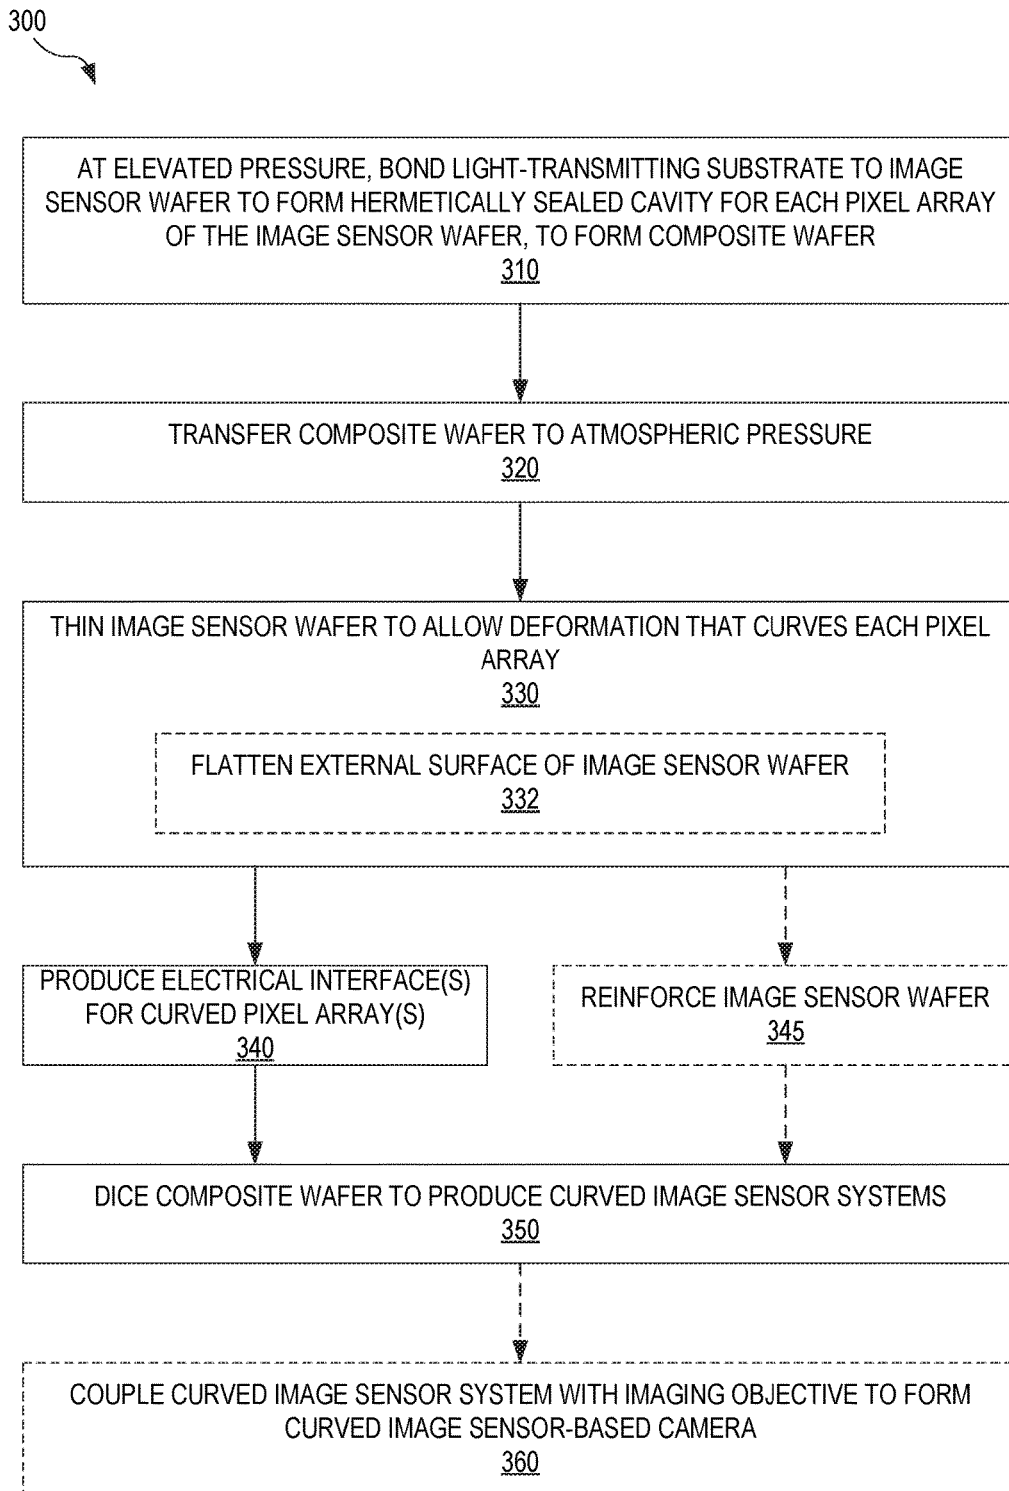 300
AT ELEVATED PRESSURE, BOND LIGHT-TRANSMITTING SUBSTRATE TO IMAGE
SENSOR WAFER TO FORM HERMETICALLY SEALED CAVITY FOR EACH PIXEL ARRAY
OF THE IMAGE SENSOR WAFER, TO FORM COMPOSITE WAFER
310
TRANSFER COMPOSITE WAFER TO ATMOSPHERIC PRESSURE
320
THIN IMAGE SENSOR WAFER TO ALLOW DEFORMATION THAT CURVES EACH PIXEL
ARRAY
330
FLATTEN EXTERNAL SURFACE OF IMAGE SENSOR WAFER
332
PRODUCE ELECTRICAL INTERFACE(S)
FOR CURVED PIXEL ARRAY(S)
340
REINFORCE IMAGE SENSOR WAFER
345
DICE COMPOSITE WAFER TO PRODUCE CURVED IMAGE SENSOR SYSTEMS
350
COUPLE CURVED IMAGE SENSOR SYSTEM WITH IMAGING OBJECTIVE TO FORM
CURVED IMAGE SENSOR-BASED CAMERA
360